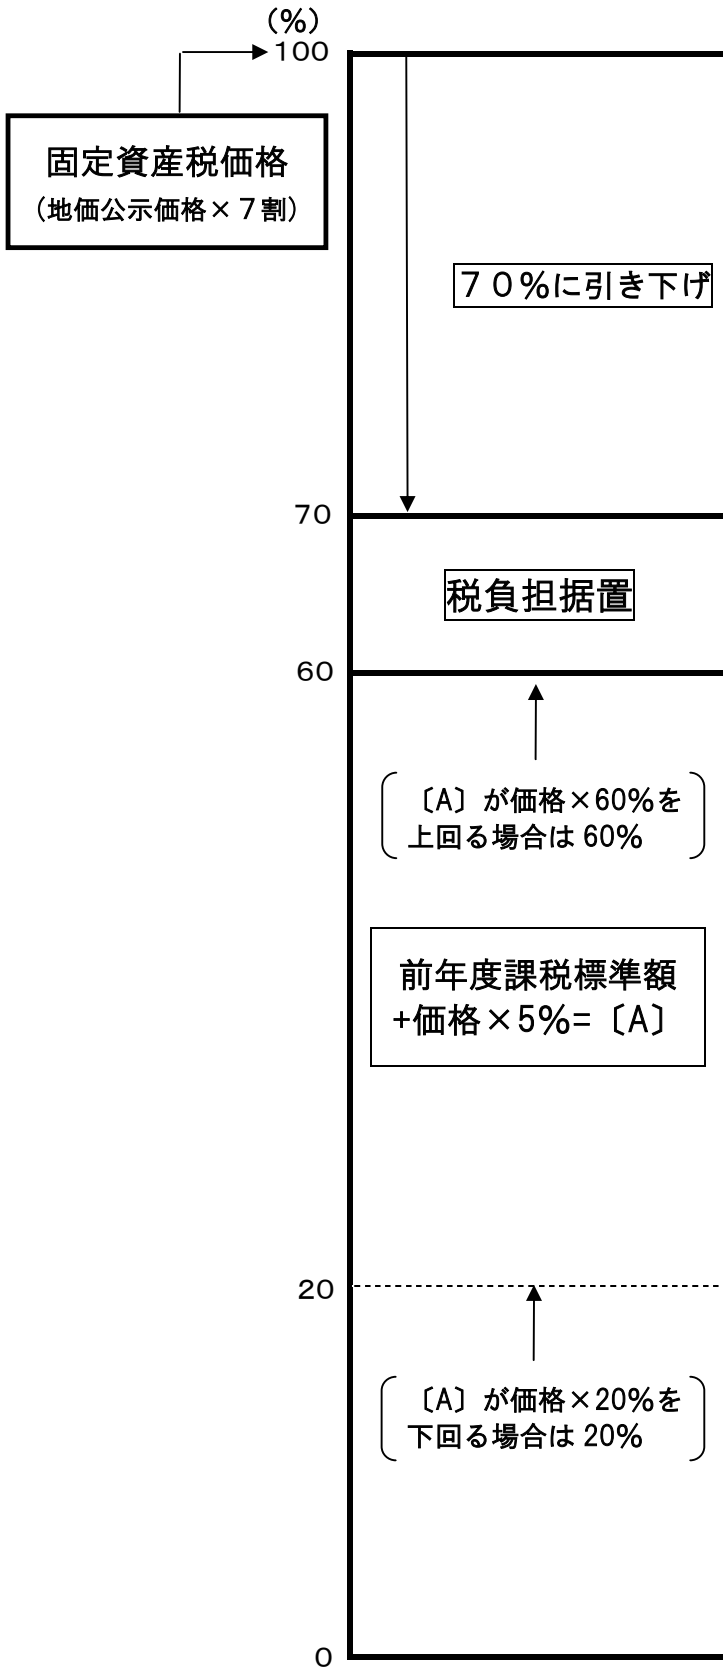 (%)
100
固定資産税価格
(地価公示価格×7割)
70%に引き下げ
70
税負担据置
60
〔A〕が価格×60%を
上回る場合は60%
前年度課税標準額
+価格×5%=〔A〕
20
〔A〕が価格×20%を
下回る場合は20%
0